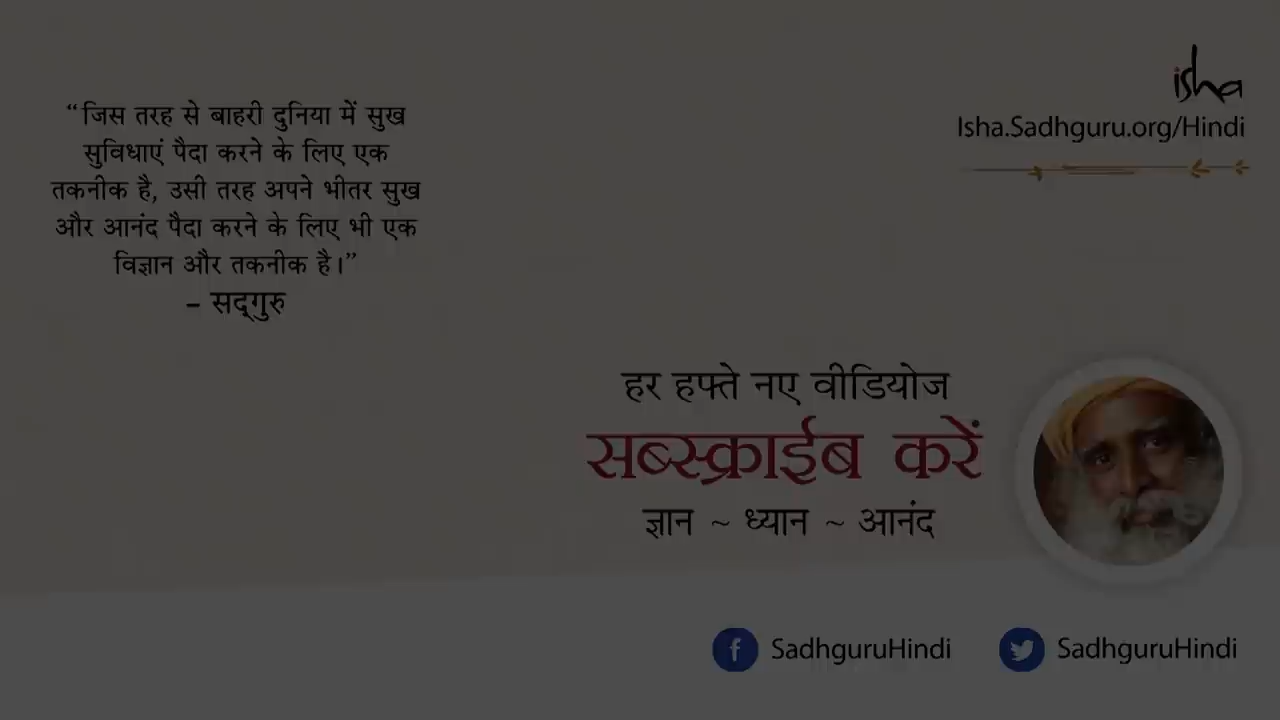 “जिस तरह से बाहरी दुनिया में सुख
सुविधाएं पैदा करने के लिए एक
तकनीक है, उसी तरह अपने भीतर सुख
और आनंद पैदा करने के लिए भी एक
विज्ञान और तकनीक है।”
– सद्गुरु
isha
Isha.Sadhguru.org/Hindi
हर हफ्ते नए वीडियोज
सब्स्क्राईब करें
ज्ञान ~ ध्यान ~ आनंद
SadhguruHindi
SadhguruHindi